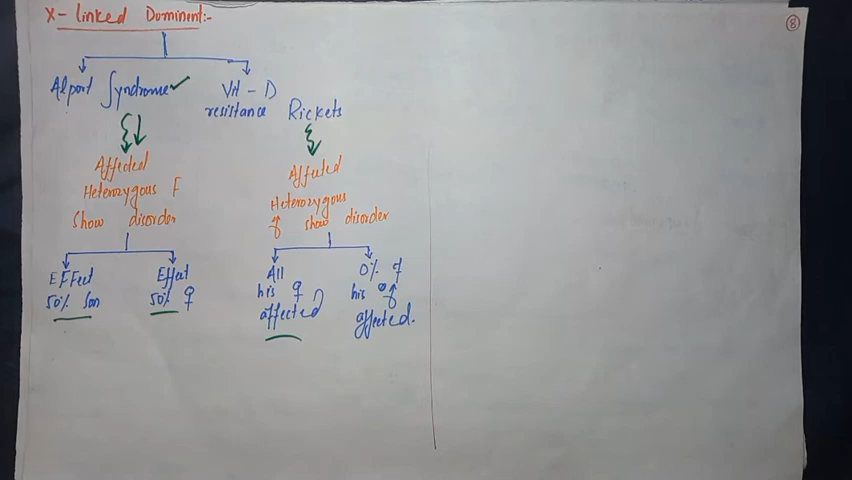 X- linked Dominent:-
8
Alport Syndrome
Vit - D
resistance Rickets
Affected
Heterozygous F
Show disorder
Affected
Heterozygous
♂ show disorder
Effect
50% Son
Effect
50% ♀
All
his ♀
affected
0% of
his ♂
affected.